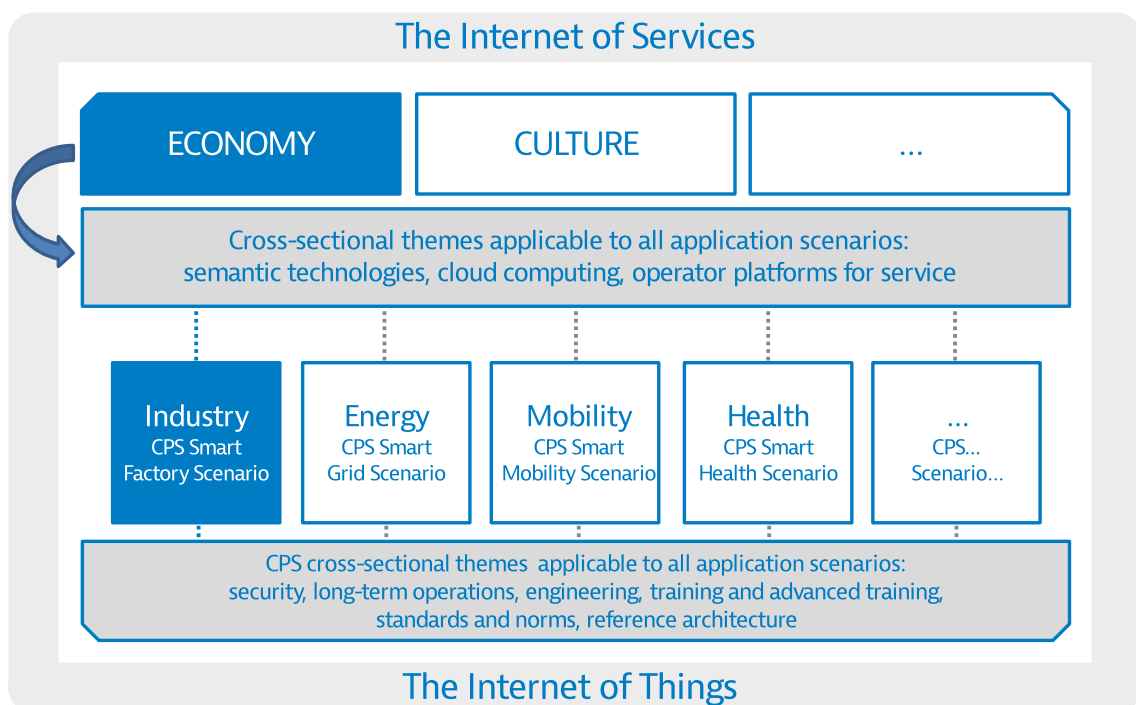 The Internet of Services
ECONOMY
CULTURE
...
Cross-sectional themes applicable to all application scenarios:
semantic technologies, cloud computing, operator platforms for service
Industry
CPS Smart
Factory Scenario
Energy
CPS Smart
Grid Scenario
Mobility
CPS Smart
Mobility Scenario
Health
CPS Smart
Health Scenario
...
CPS...
Scenario...
CPS cross-sectional themes applicable to all application scenarios:
security, long-term operations, engineering, training and advanced training,
standards and norms, reference architecture
The Internet of Things